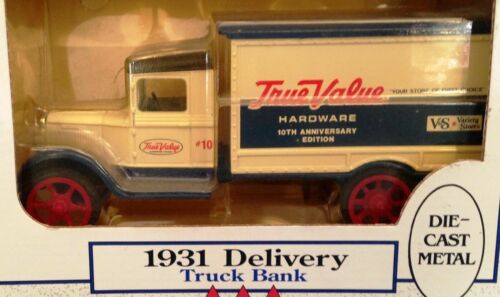 True Value
"YOUR STORE OF FIRST CHOICE"
HARDWARE
10TH ANNIVERSARY
EDITION
V&S Variety
Stores
True Value
#10
DIE-
CAST
METAL
1931 Delivery
Truck Bank